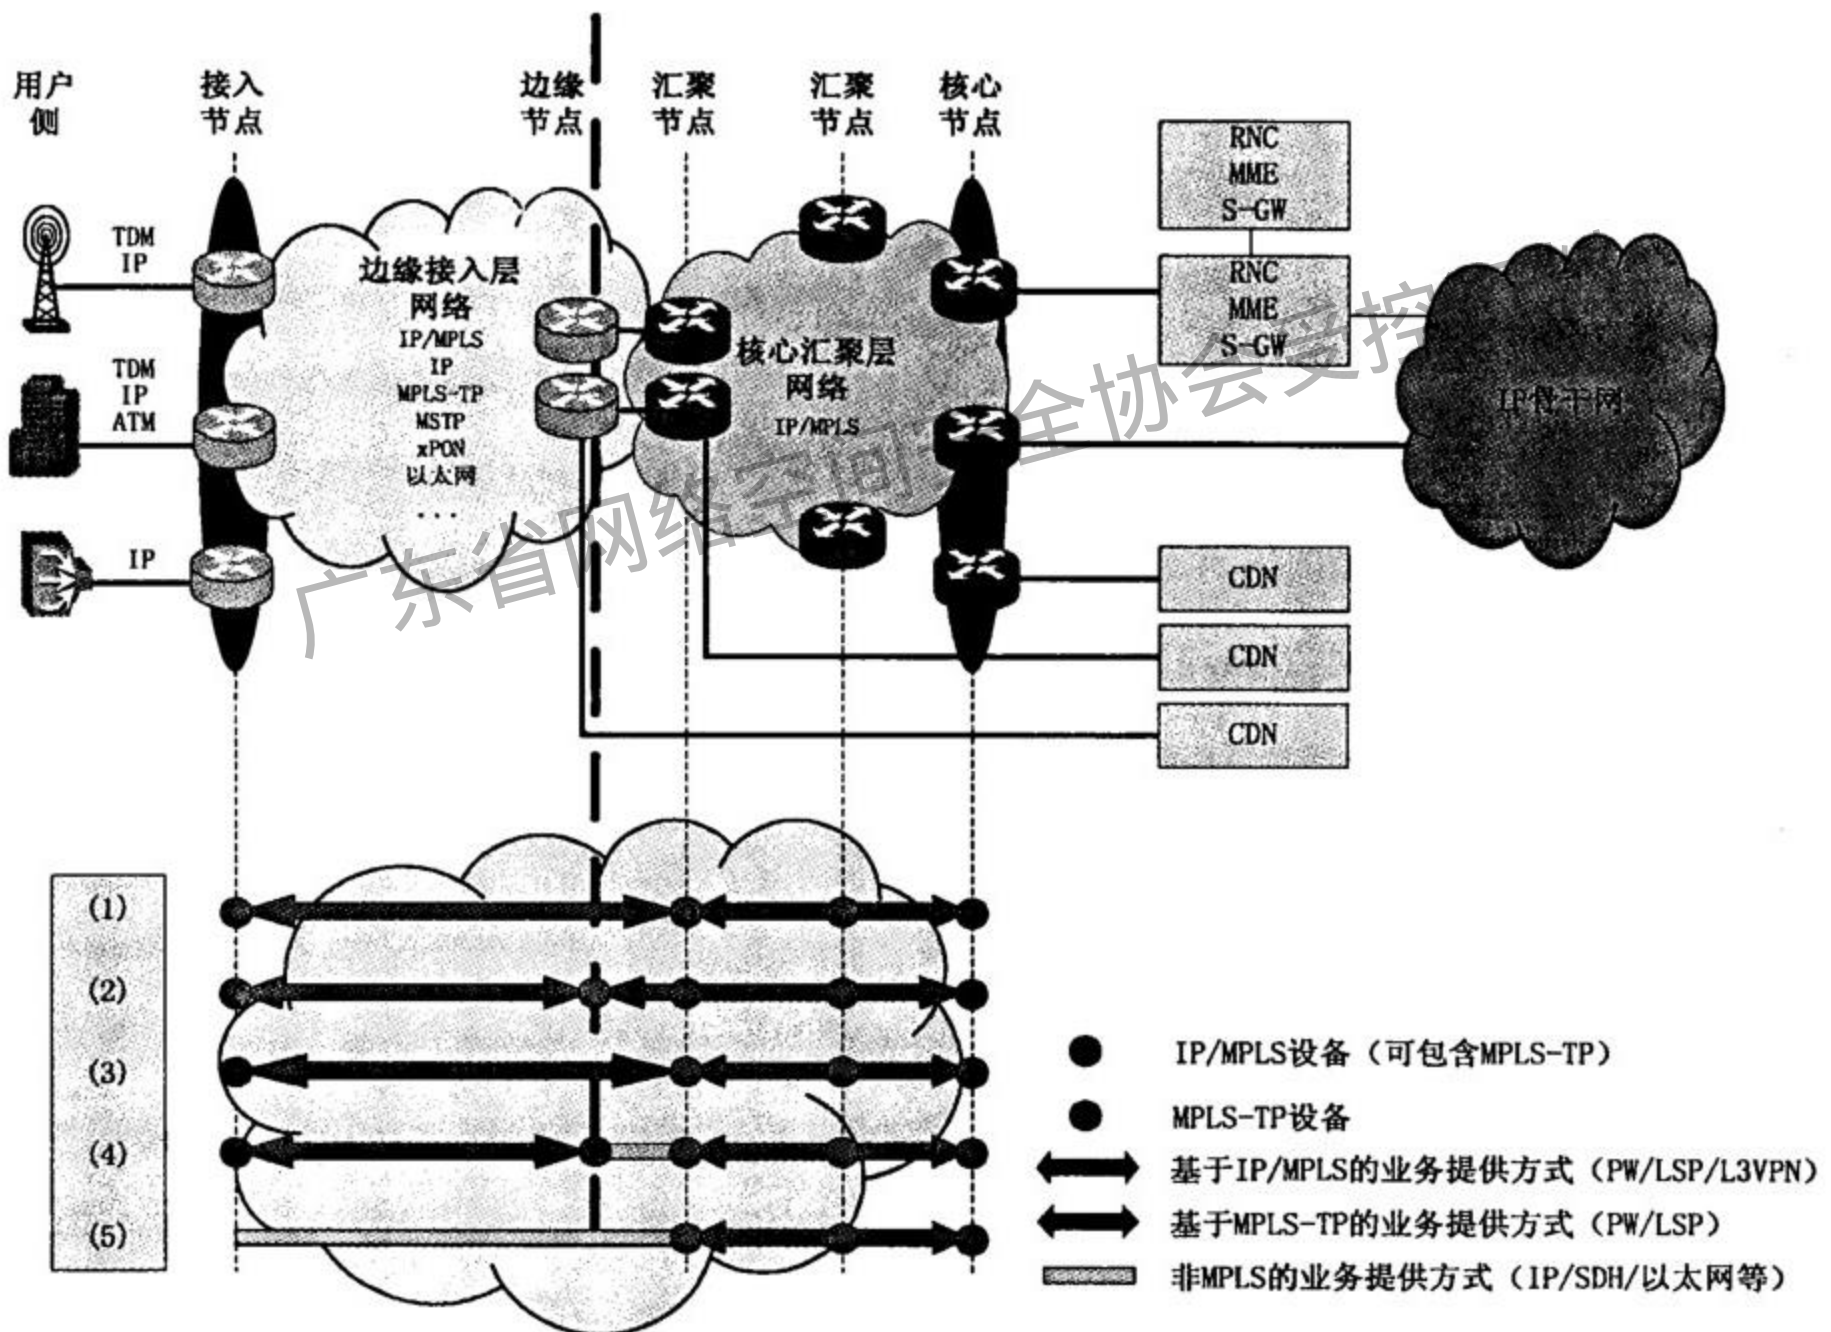 用户
侧
接入
节点
边缘
节点
汇聚
节点
汇聚
节点
核心
节点
TDM
IP
TDM
IP
ATM
IP
边缘接入层
网络
IP/MPLS
IP
MPLS-TP
MSTP
xPON
以太网
...
核心汇聚层
网络
IP/MPLS
RNC
MME
S-GW
RNC
MME
S-GW
IP骨干网
CDN
CDN
CDN
广东省网络空间安全协会受控
(1)
(2)
(3)
(4)
(5)
IP/MPLS设备（可包含MPLS-TP）
MPLS-TP设备
基于IP/MPLS的业务提供方式（PW/LSP/L3VPN）
基于MPLS-TP的业务提供方式（PW/LSP）
非MPLS的业务提供方式（IP/SDH/以太网等）